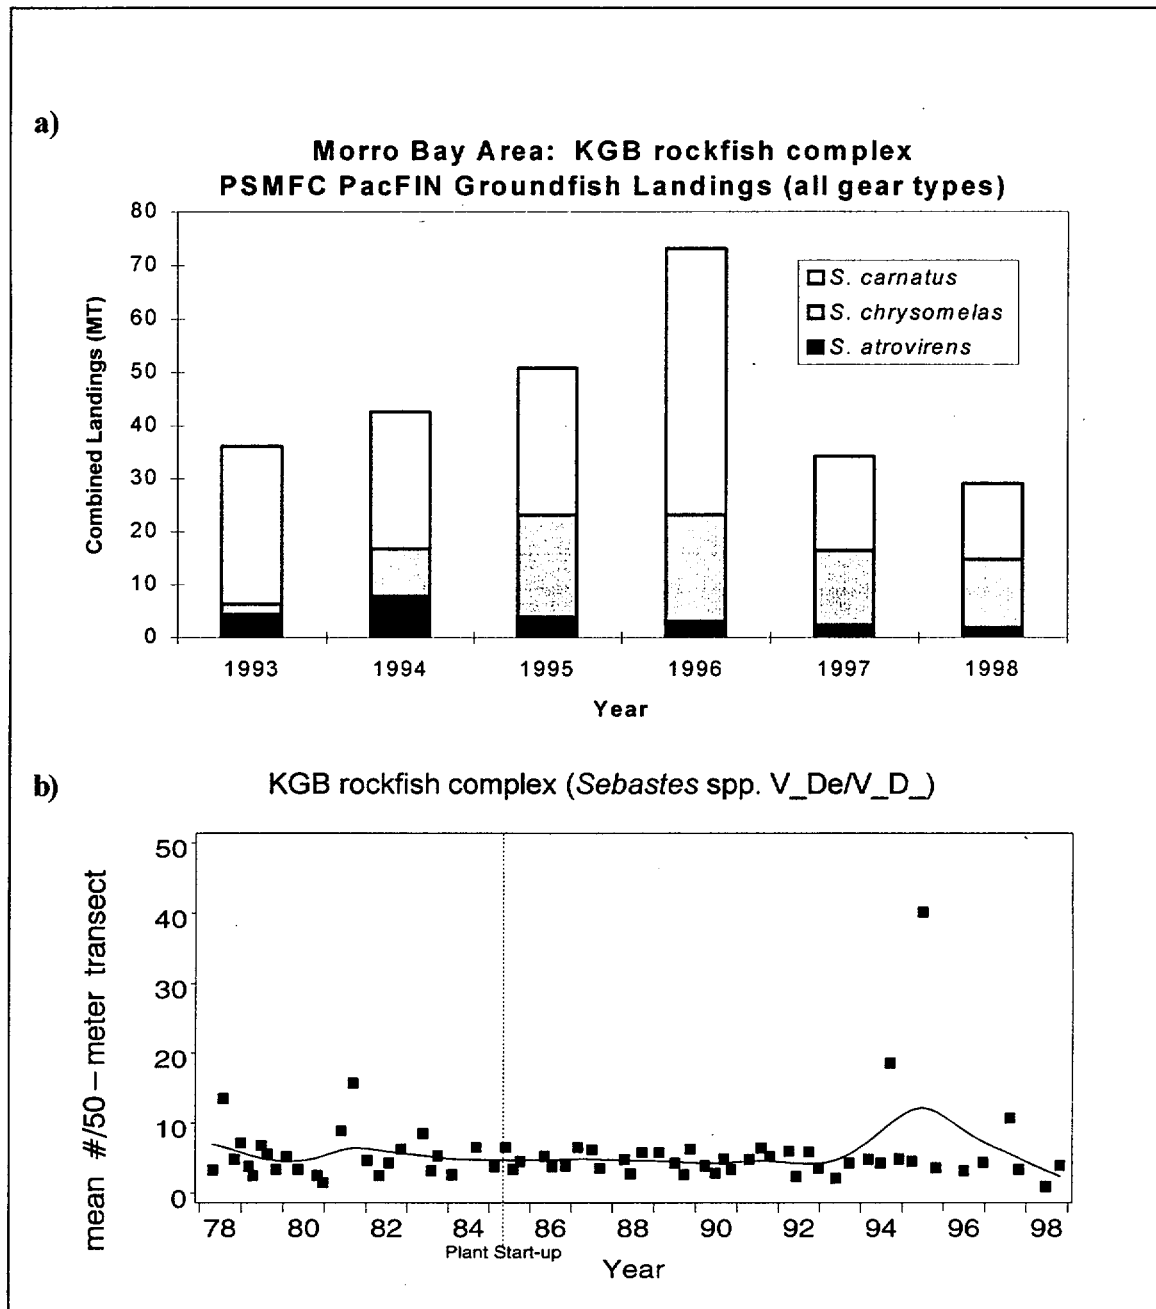 a)
Morro Bay Area: KGB rockfish complex
PSMFC PacFIN Groundfish Landings (all gear types)
80
70
60
50
40
30
20
10
0
Combined Landings (MT)
S. carnatus
S. chrysomelas
S. atrovirens
1993 1994 1995 1996 1997 1998
Year
b)
KGB rockfish complex (Sebastes spp. V_De/V_D_)
50
40
30
20
10
0
mean #/50-meter transect
78 80 82 84 86 88 90 92 94 96 98
Plant Start-up
Year